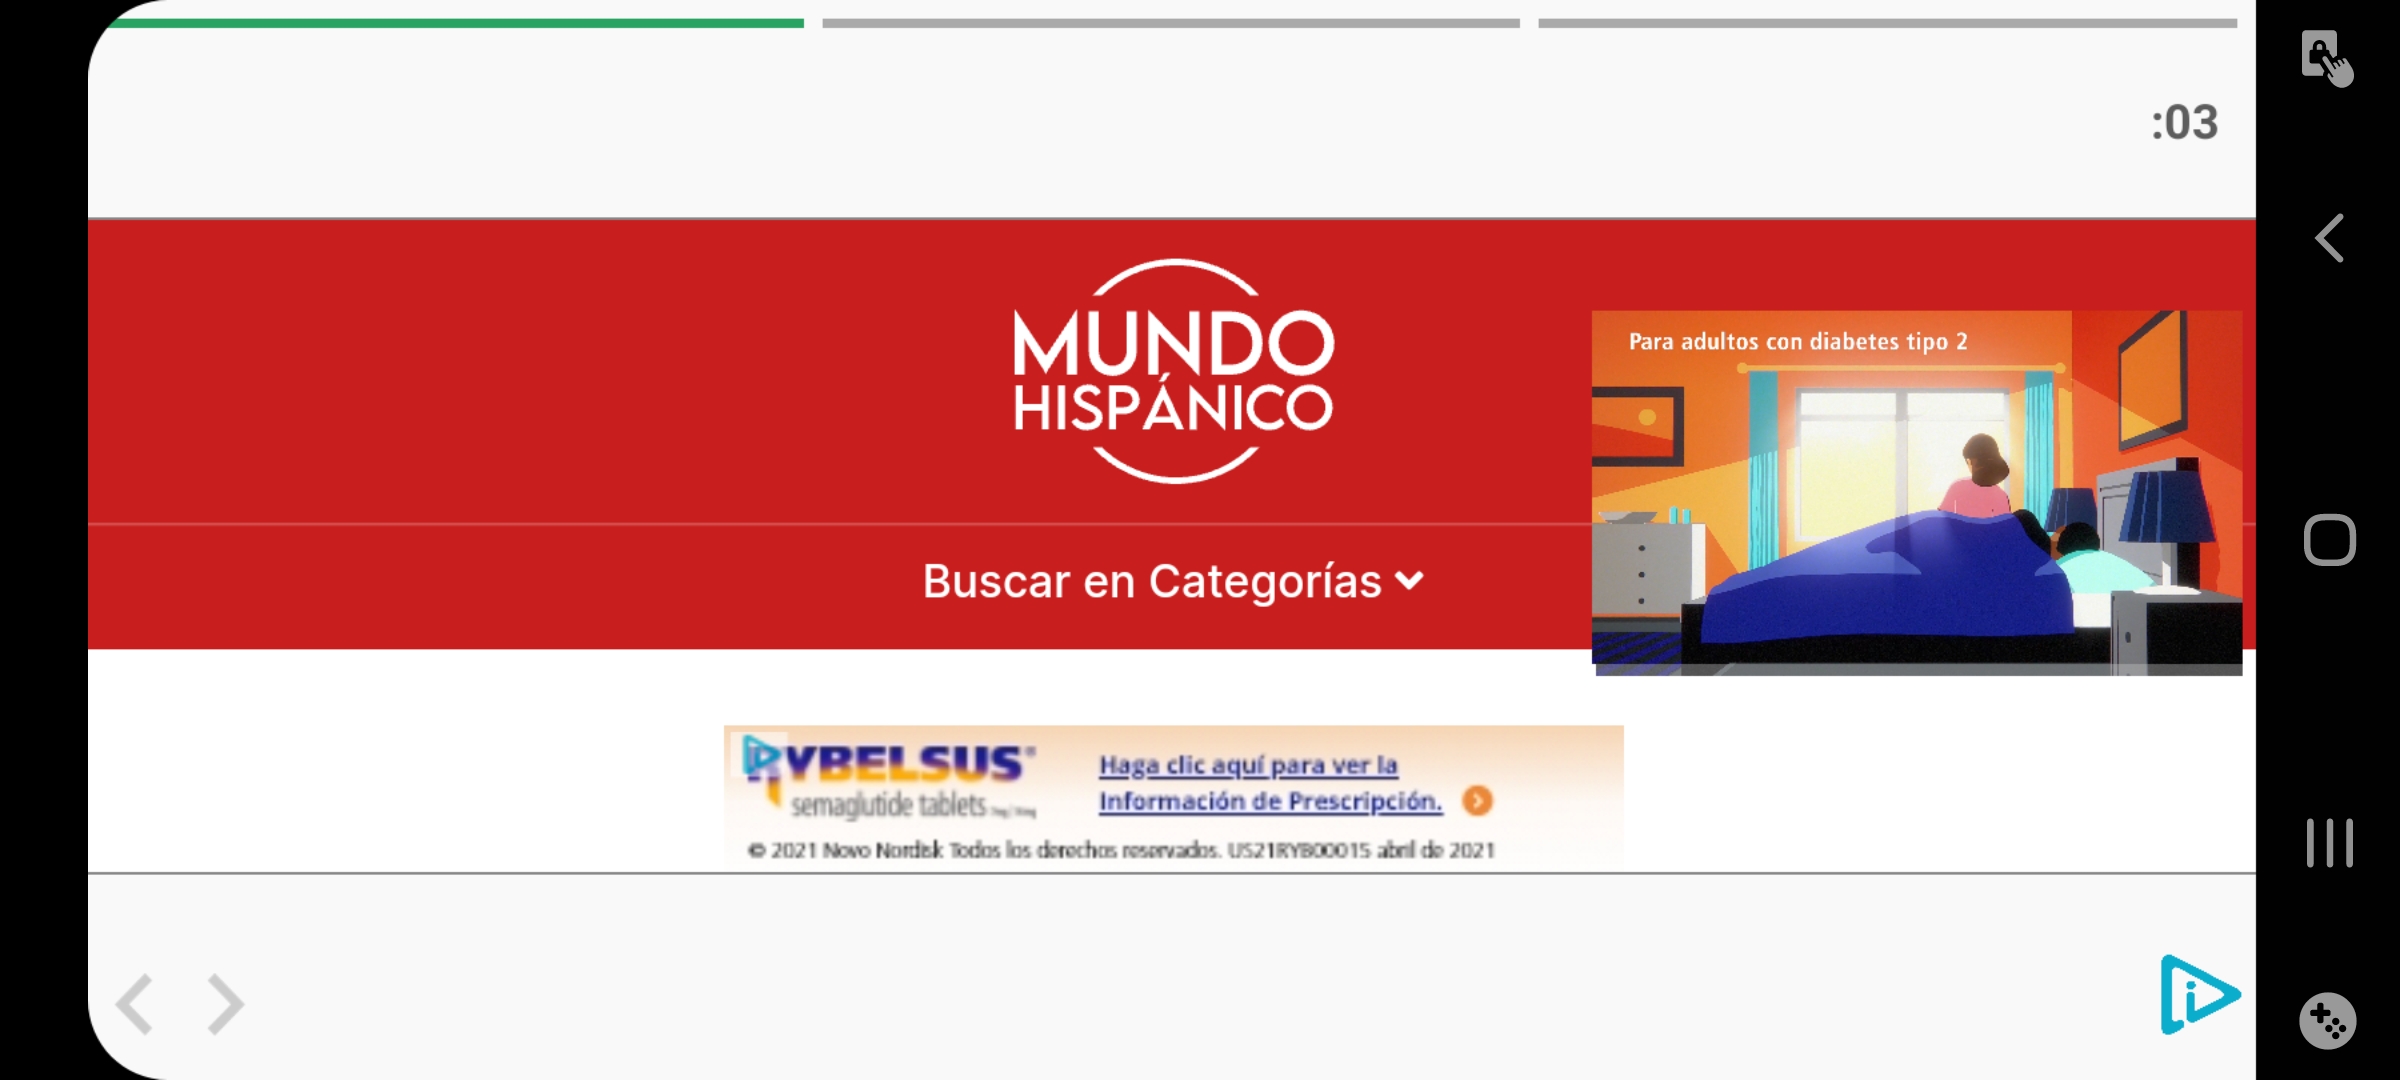 :03
MUNDO
HISPÁNICO
Para adultos con diabetes tipo 2
Buscar en Categorías
RYBELSUS®
semaglutide tablets
Haga clic aquí para ver la
Información de Prescripción.
© 2021 Novo Nordisk Todos los derechos reservados. US21RYB00015 abril de 2021